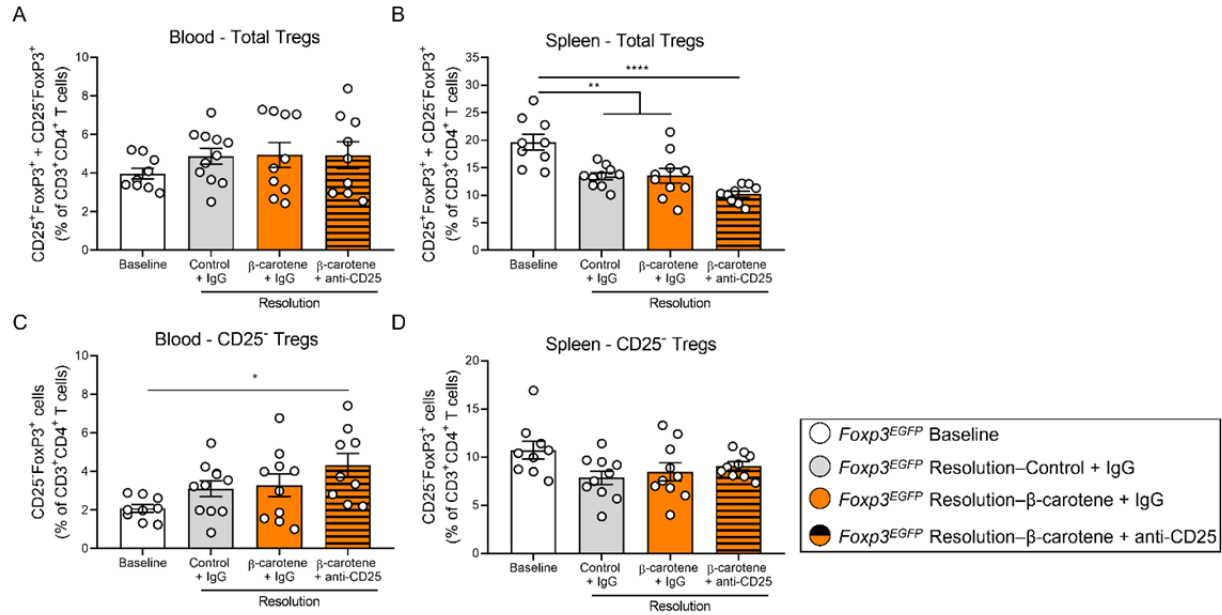 A
Blood - Total Tregs
CD25⁺FoxP3⁺ + CD25⁻FoxP3⁺
(% of CD3⁺CD4⁺ T cells)
10
8
6
4
2
0
Baseline
Control
+ IgG
β-carotene
+ IgG
β-carotene
+ anti-CD25
Resolution
B
Spleen - Total Tregs
CD25⁺FoxP3⁺ + CD25⁻FoxP3⁺
(% of CD3⁺CD4⁺ T cells)
35
30
25
20
15
10
5
0
****
**
Baseline
Control
+ IgG
β-carotene
+ IgG
β-carotene
+ anti-CD25
Resolution
C
Blood - CD25⁻ Tregs
CD25⁻FoxP3⁺ cells
(% of CD3⁺CD4⁺ T cells)
10
8
6
4
2
0
*
Baseline
Control
+ IgG
β-carotene
+ IgG
β-carotene
+ anti-CD25
Resolution
D
Spleen - CD25⁻ Tregs
CD25⁻FoxP3⁺ cells
(% of CD3⁺CD4⁺ T cells)
20
15
10
5
0
Baseline
Control
+ IgG
β-carotene
+ IgG
β-carotene
+ anti-CD25
Resolution
Foxp3ᴱᴳᶠᴾ Baseline
Foxp3ᴱᴳᶠᴾ Resolution–Control + IgG
Foxp3ᴱᴳᶠᴾ Resolution–β-carotene + IgG
Foxp3ᴱᴳᶠᴾ Resolution–β-carotene + anti-CD25